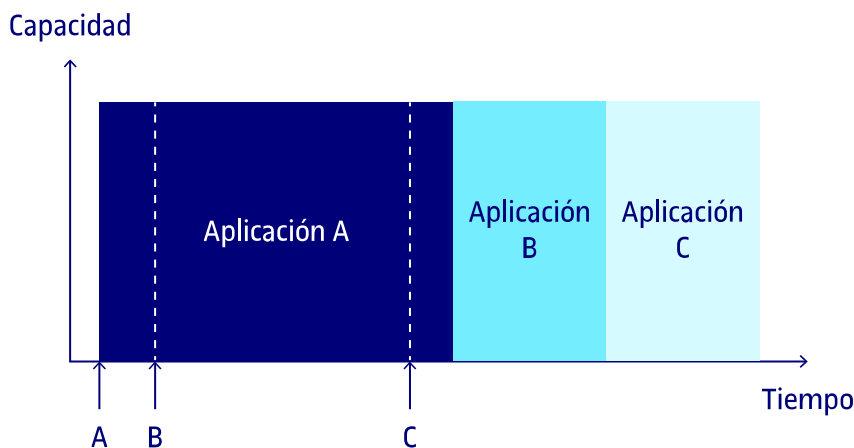 Capacidad
Aplicación A
Aplicación
B
Aplicación
C
Tiempo
A
B
C